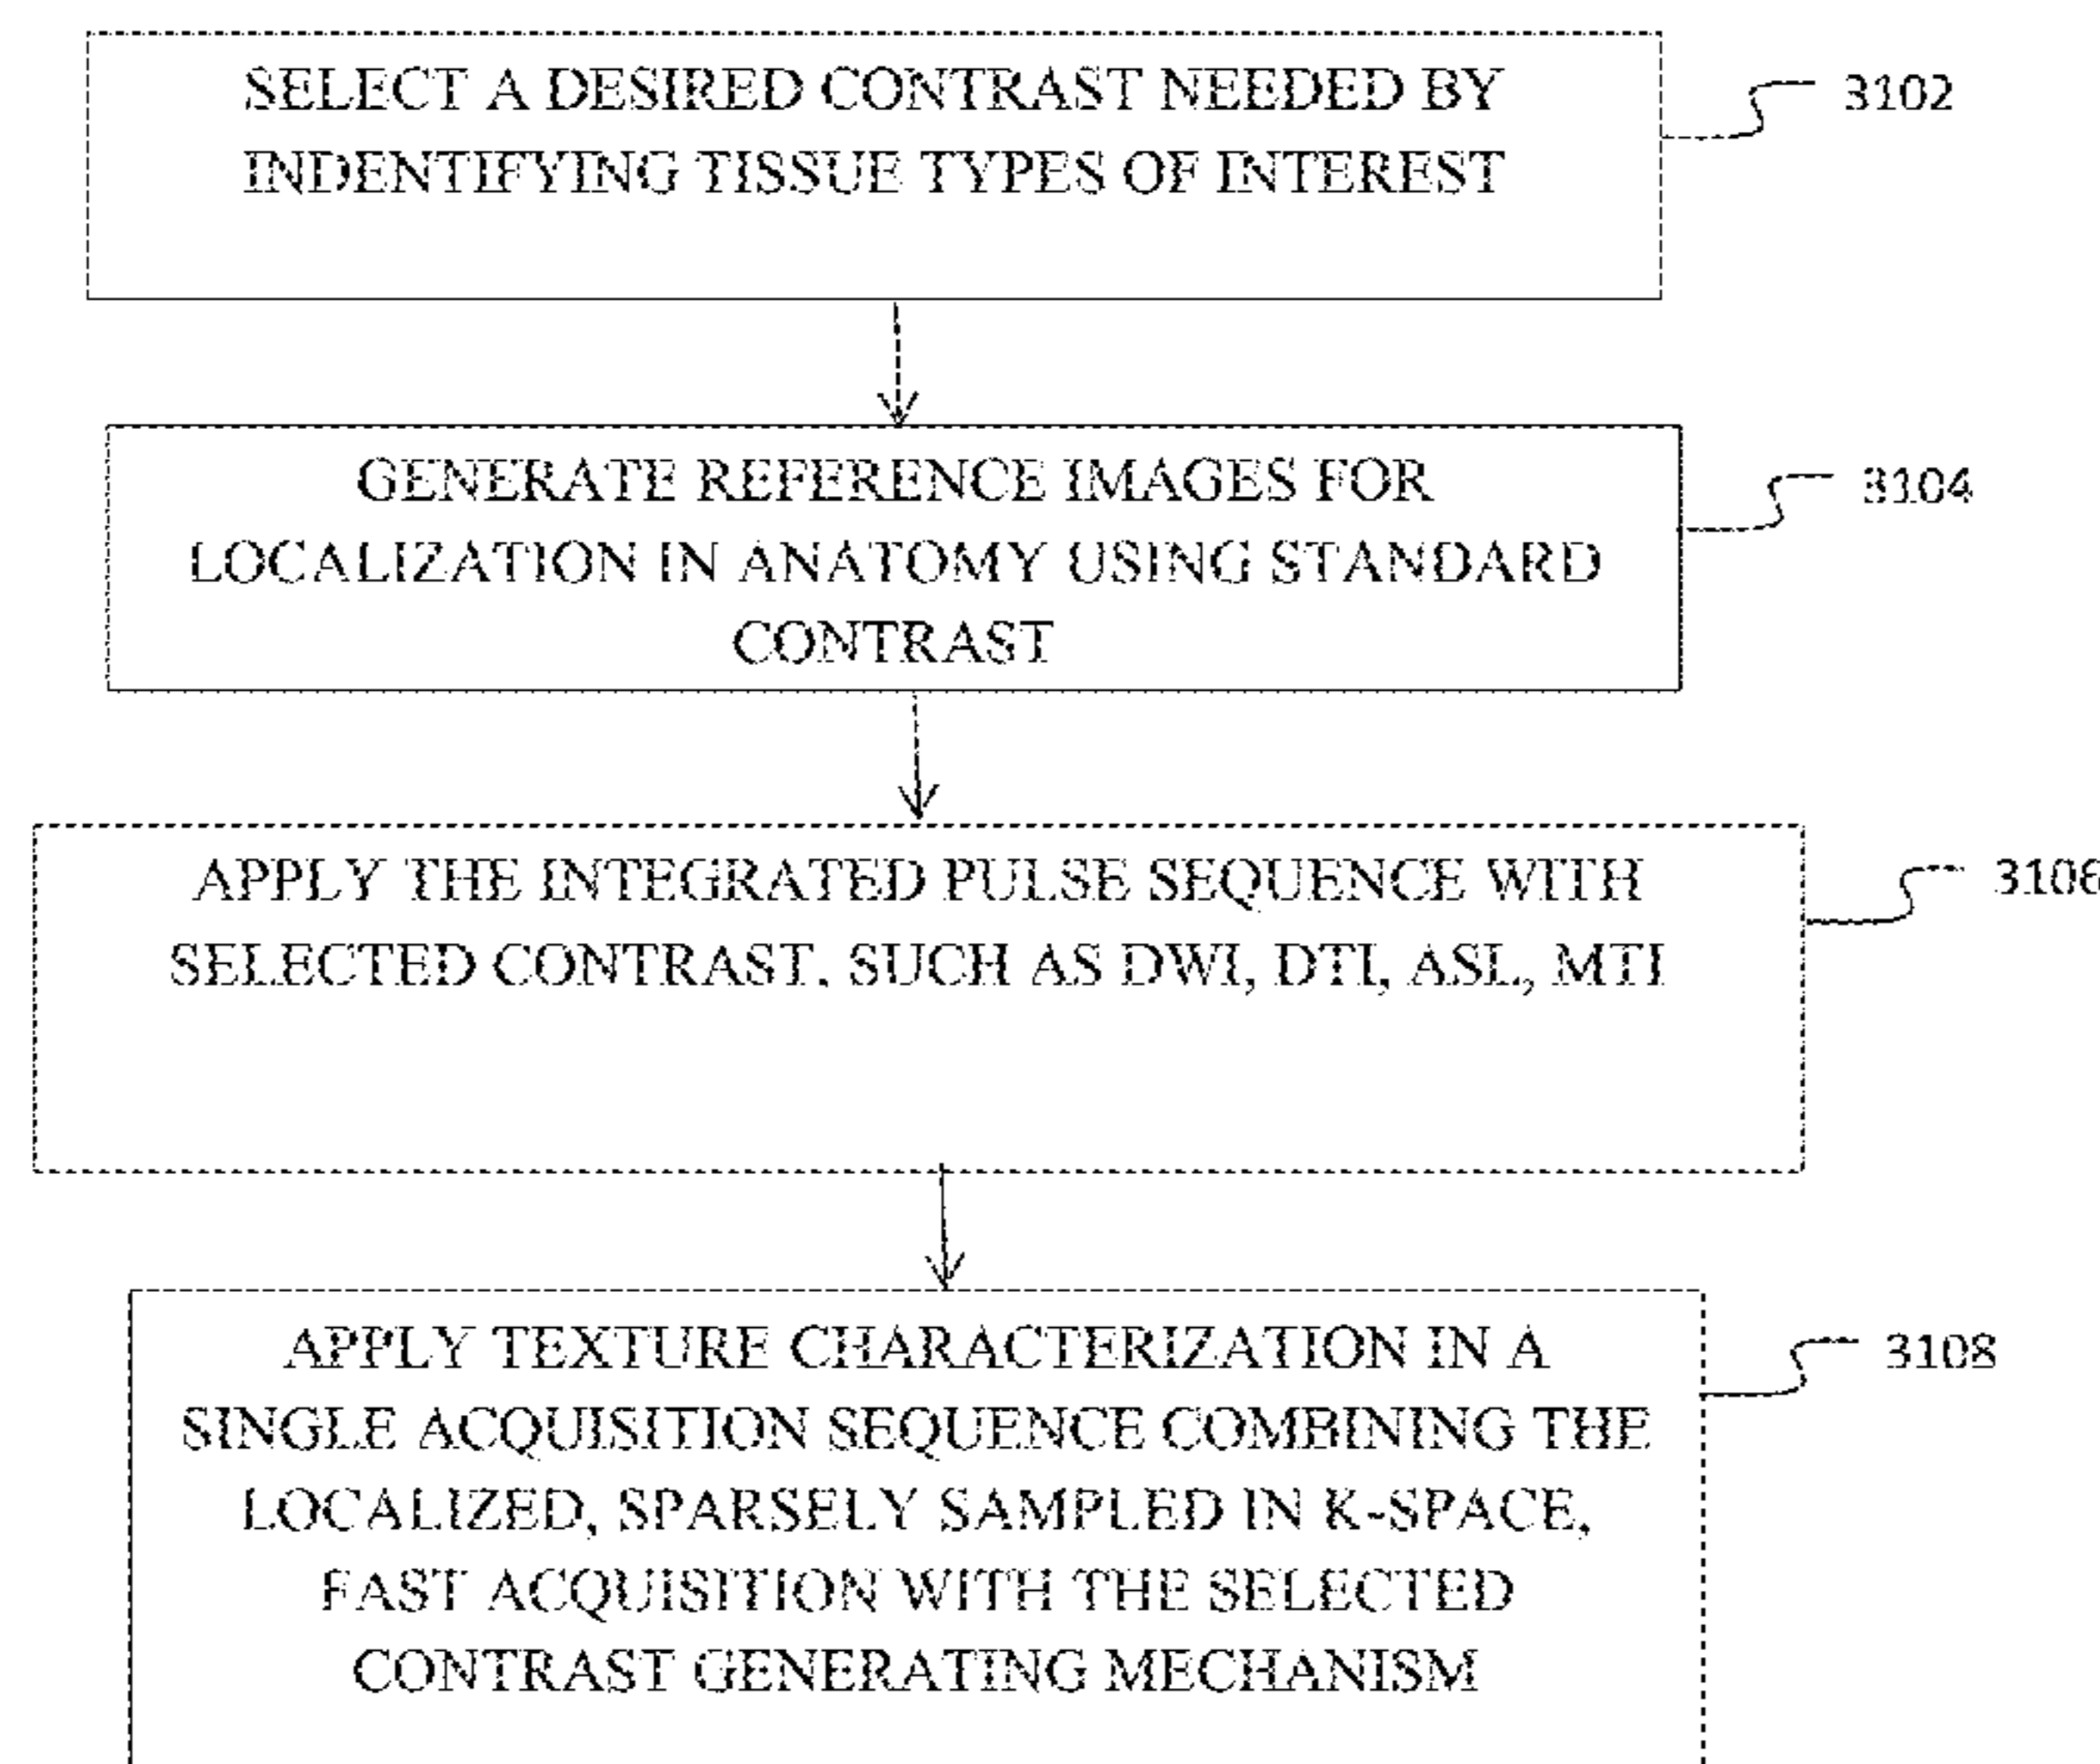 SELECT A DESIRED CONTRAST NEEDED BY
INDENTIFYING TISSUE TYPES OF INTEREST
3102
GENERATE REFERENCE IMAGES FOR
LOCALIZATION IN ANATOMY USING STANDARD
CONTRAST
3104
APPLY THE INTEGRATED PULSE SEQUENCE WITH
SELECTED CONTRAST, SUCH AS DWI, DTI, ASL, MTI
3106
APPLY TEXTURE CHARACTERIZATION IN A
SINGLE ACQUISITION SEQUENCE COMBINING THE
LOCALIZED, SPARSELY SAMPLED IN K-SPACE,
FAST ACQUISITION WITH THE SELECTED
CONTRAST GENERATING MECHANISM
3108